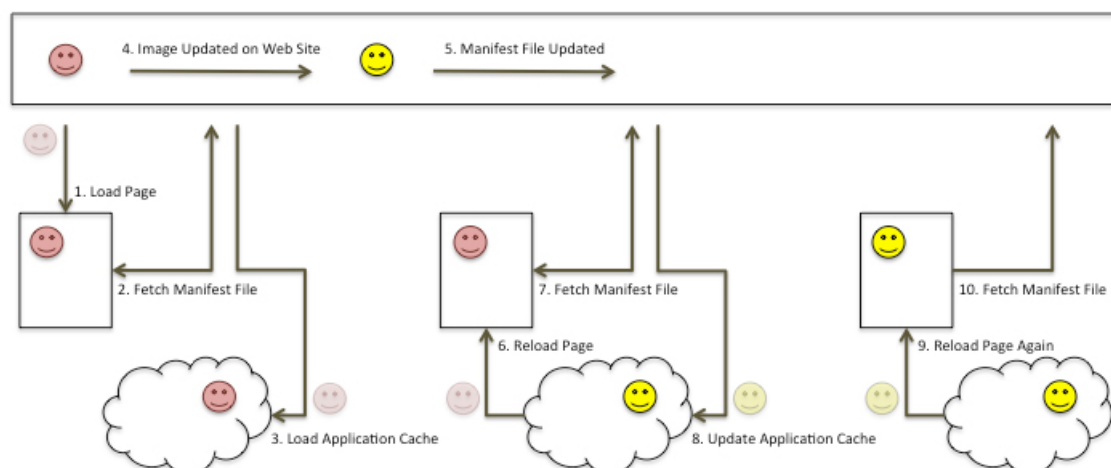 4. Image Updated on Web Site
5. Manifest File Updated
1. Load Page
2. Fetch Manifest File
7. Fetch Manifest File
10. Fetch Manifest File
6. Reload Page
9. Reload Page Again
3. Load Application Cache
8. Update Application Cache